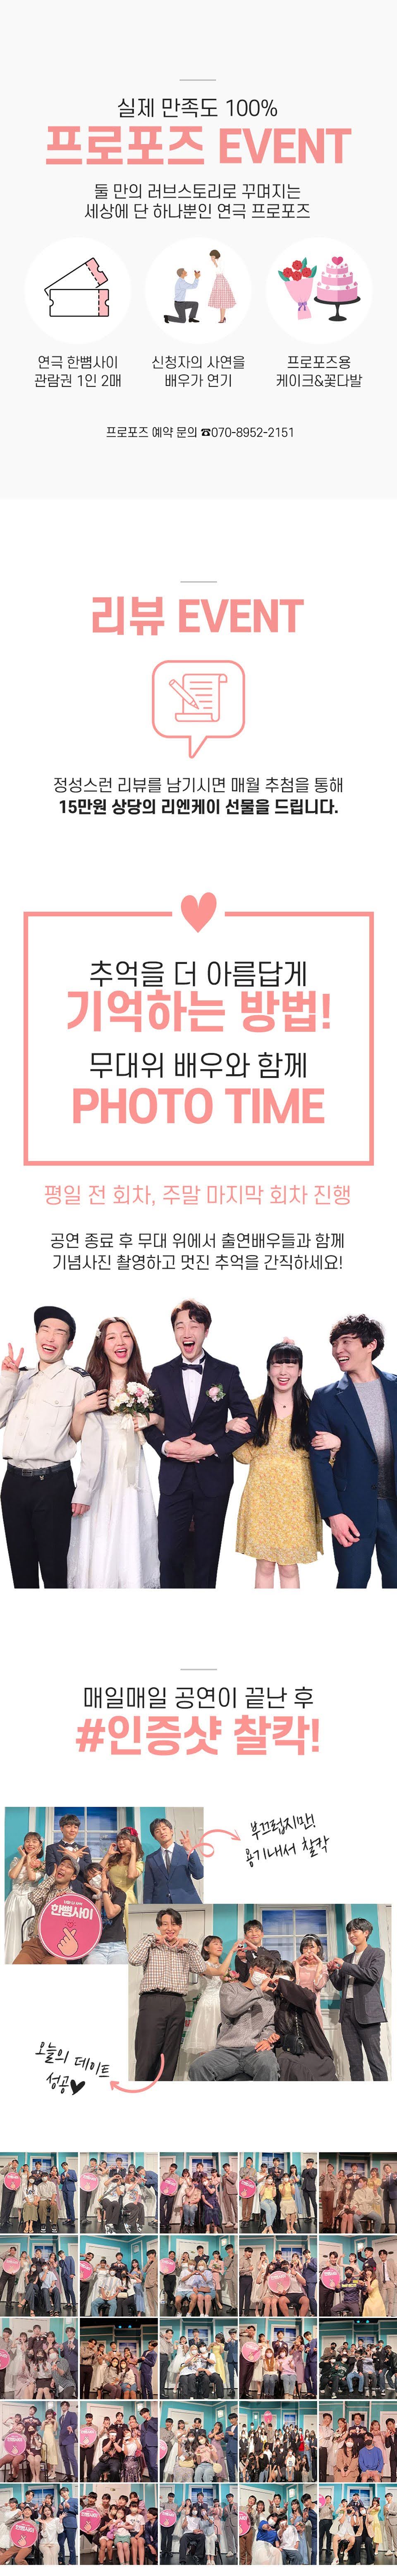 실제 만족도 100%
프로포즈 EVENT
둘 만의 러브스토리로 꾸며지는
세상에 단 하나뿐인 연극 프로포즈
연극 한뼘사이
관람권 1인 2매
신청자의 사연을
배우가 연기
프로포즈용
케이크&꽃다발
프로포즈 예약 문의 ☎070-8952-2151
리뷰 EVENT
정성스런 리뷰를 남기시면 매월 추첨을 통해
15만원 상당의 리엔케이 선물을 드립니다.
추억을 더 아름답게
기억하는 방법!
무대위 배우와 함께
PHOTO TIME
평일 전 회차, 주말 마지막 회차 진행
공연 종료 후 무대 위에서 출연배우들과 함께
기념사진 촬영하고 멋진 추억을 간직하세요!
매일매일 공연이 끝난 후
#인증샷 찰칵!
부끄럽지만!
용기내서 찰칵
한뼘사이
오늘의 데이트
성공♥